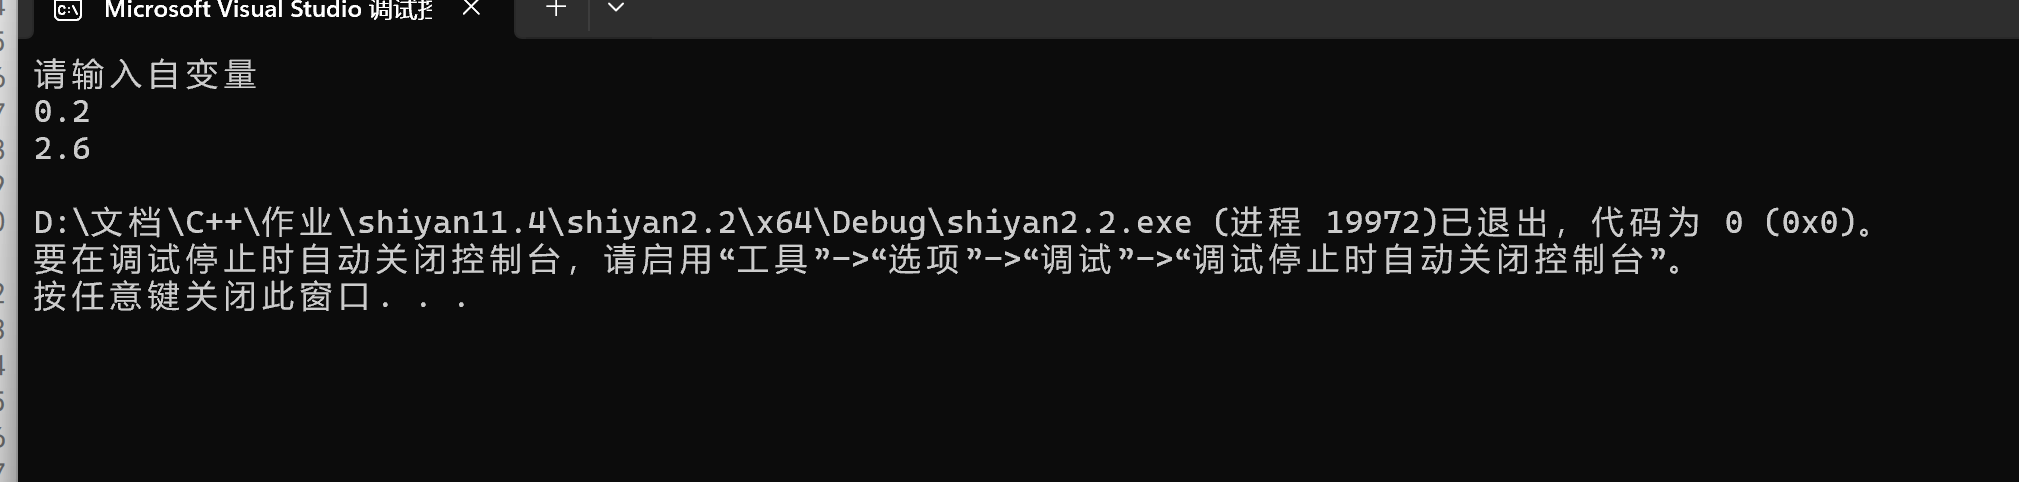 Microsoft Visual Studio 调试控
请输入自变量
0.2
2.6
D:\文档\C++\作业\shiyan11.4\shiyan2.2\x64\Debug\shiyan2.2.exe (进程 19972)已退出，代码为 0 (0x0)。
要在调试停止时自动关闭控制台，请启用“工具”->“选项”->“调试”->“调试停止时自动关闭控制台”。
按任意键关闭此窗口. . .